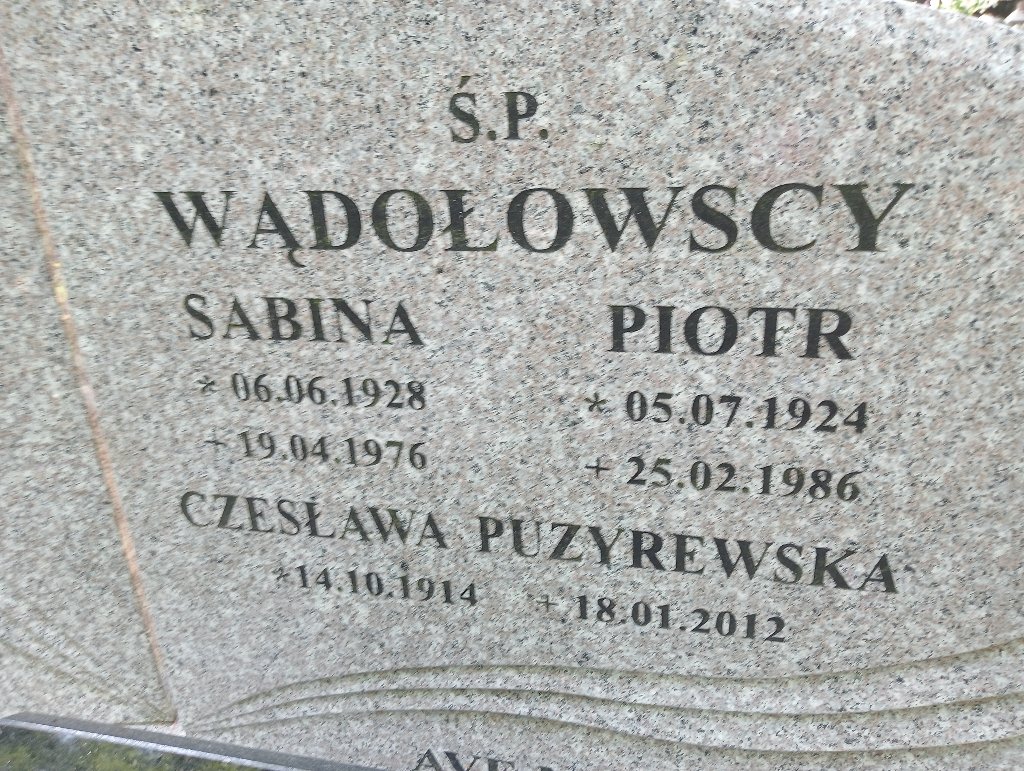 Ś.P.
WĄDOŁOWSCY
SABINA PIOTR
* 06.06.1928 * 05.07.1924
+ 19.04.1976 + 25.02.1986
CZESŁAWA PUZYREWSKA
*14.10.1914 + 18.01.2012
AVE